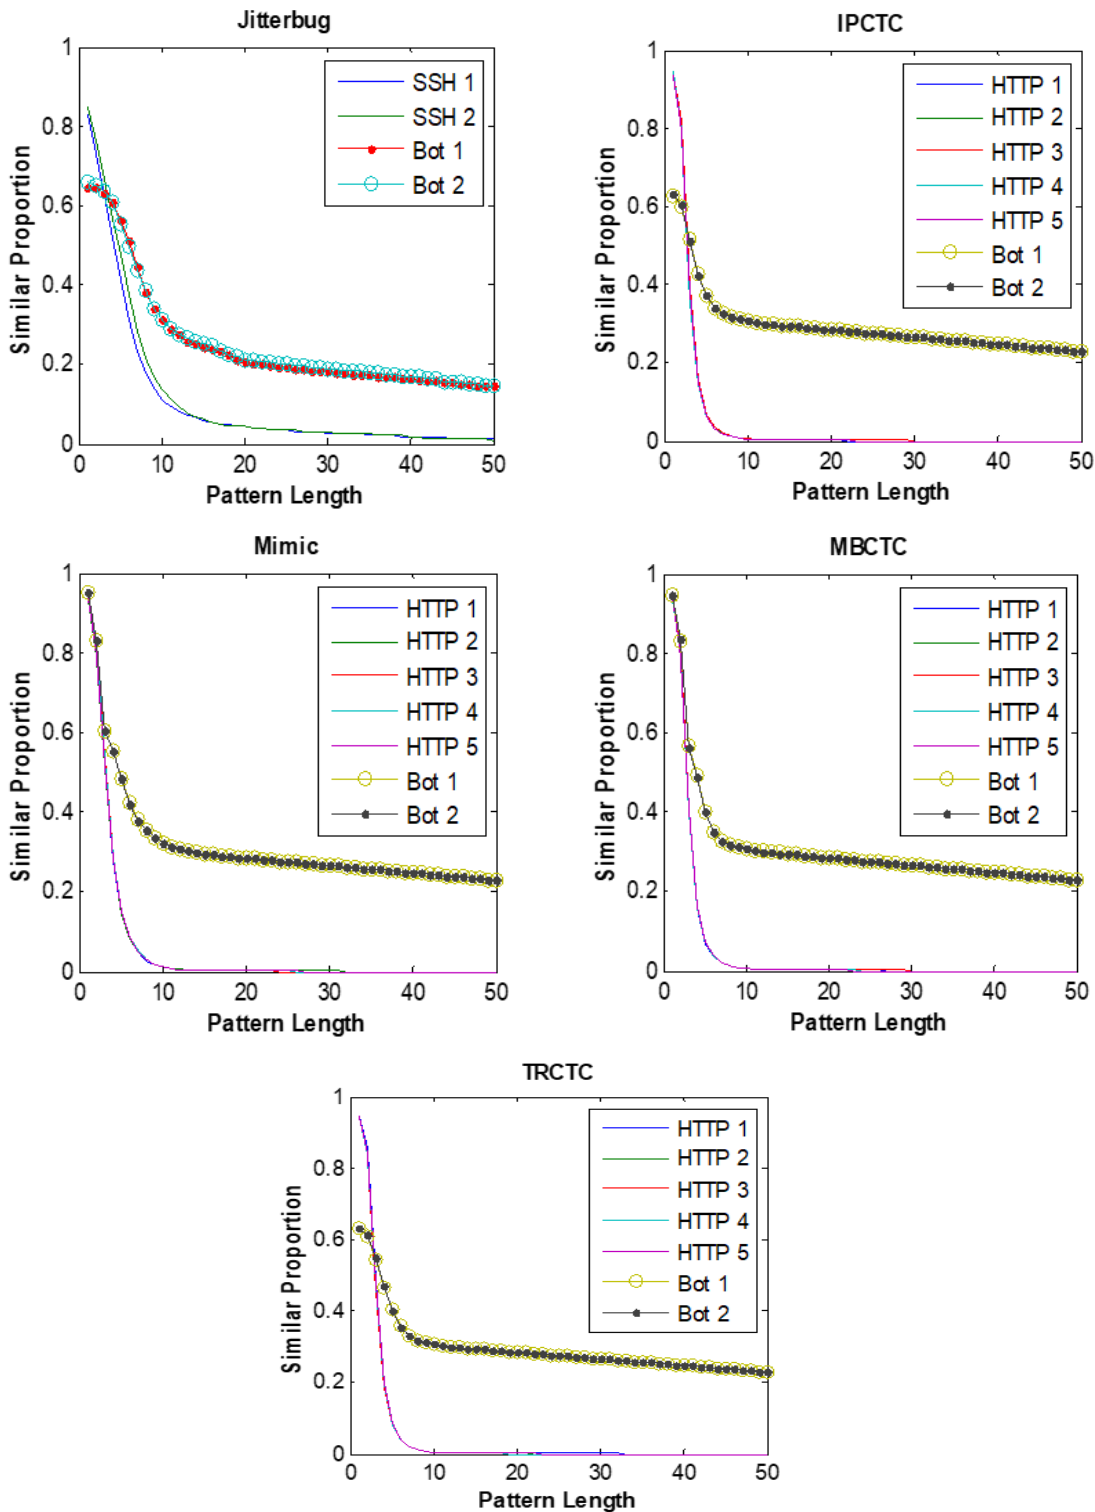 Jitterbug
1
0.8
0.6
0.4
0.2
0
Similar Proportion
SSH 1
SSH 2
Bot 1
Bot 2
0 10 20 30 40 50
Pattern Length
IPCTC
1
0.8
0.6
0.4
0.2
0
Similar Proportion
HTTP 1
HTTP 2
HTTP 3
HTTP 4
HTTP 5
Bot 1
Bot 2
0 10 20 30 40 50
Pattern Length
Mimic
1
0.8
0.6
0.4
0.2
0
Similar Proportion
HTTP 1
HTTP 2
HTTP 3
HTTP 4
HTTP 5
Bot 1
Bot 2
0 10 20 30 40 50
Pattern Length
MBCTC
1
0.8
0.6
0.4
0.2
0
Similar Proportion
HTTP 1
HTTP 2
HTTP 3
HTTP 4
HTTP 5
Bot 1
Bot 2
0 10 20 30 40 50
Pattern Length
TRCTC
1
0.8
0.6
0.4
0.2
0
Similar Proportion
HTTP 1
HTTP 2
HTTP 3
HTTP 4
HTTP 5
Bot 1
Bot 2
0 10 20 30 40 50
Pattern Length